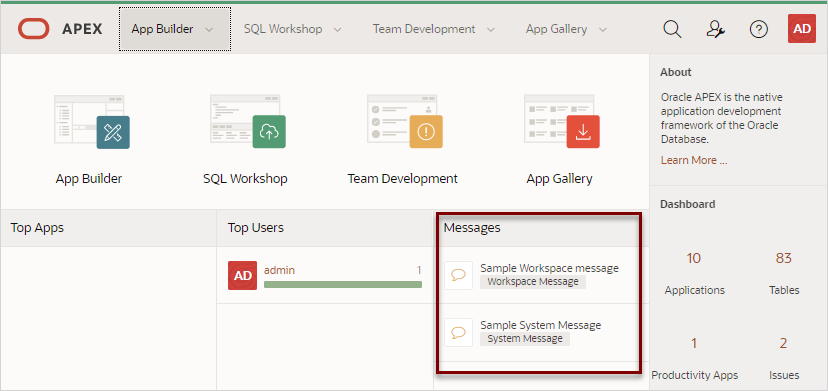 APEX
App Builder
SQL Workshop
Team Development
App Gallery
AD
App Builder
SQL Workshop
Team Development
App Gallery
About
Oracle APEX is the native
application development
framework of the Oracle
Database.
Learn More ...
Top Apps
Top Users
AD
admin
1
Messages
Sample Workspace message
Workspace Message
Sample System Message
System Message
Dashboard
10
Applications
83
Tables
1
Productivity Apps
2
Issues